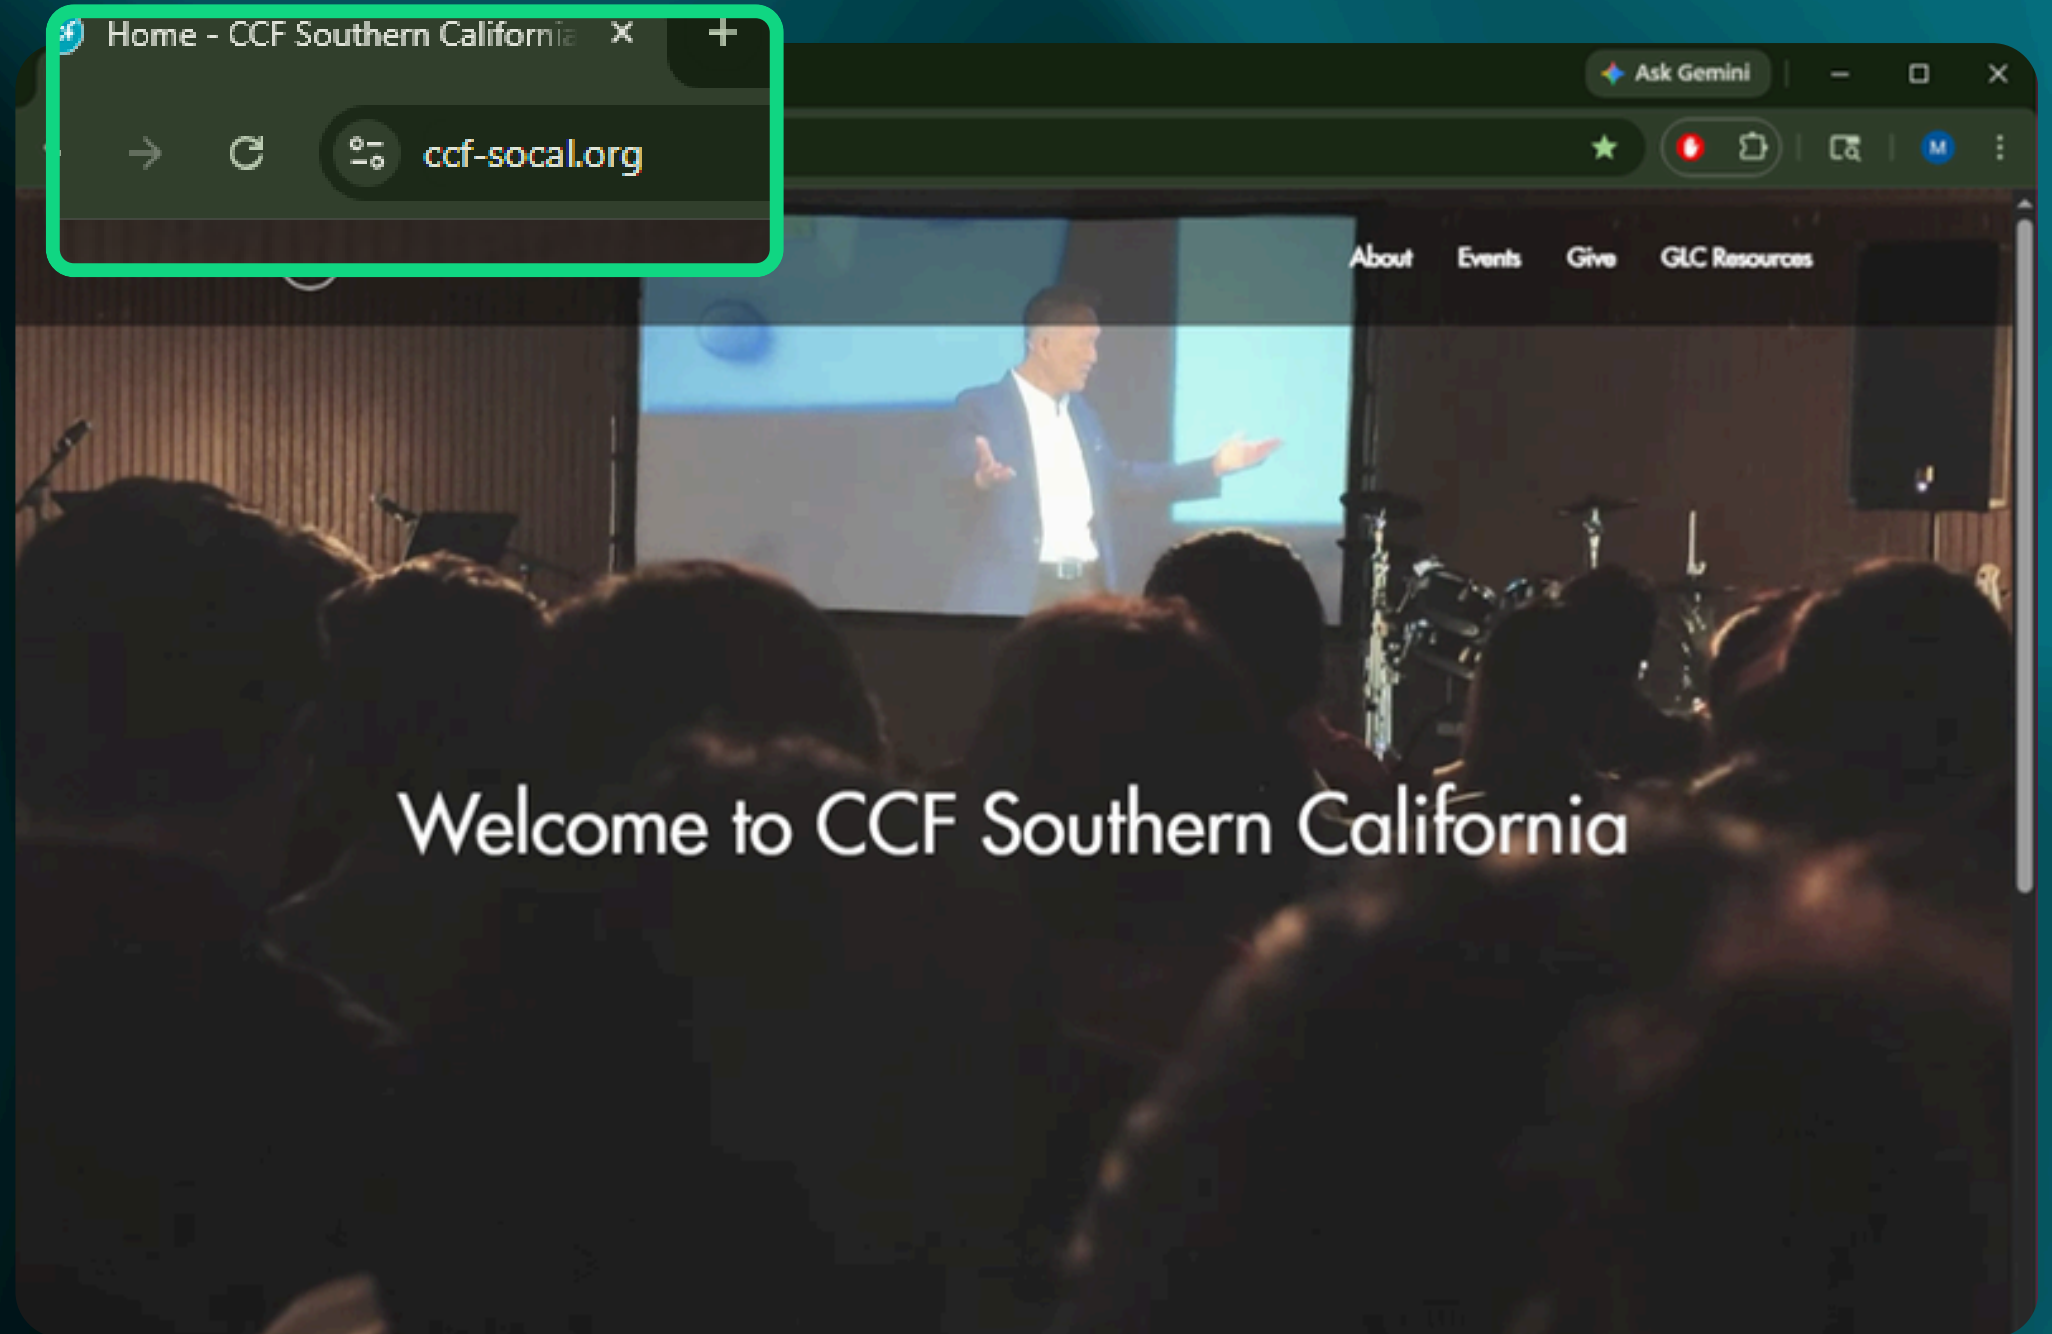 Home - CCF Southern California
Ask Gemini
ccf-socal.org
M
About Events Give GLC Resources
Welcome to CCF Southern California